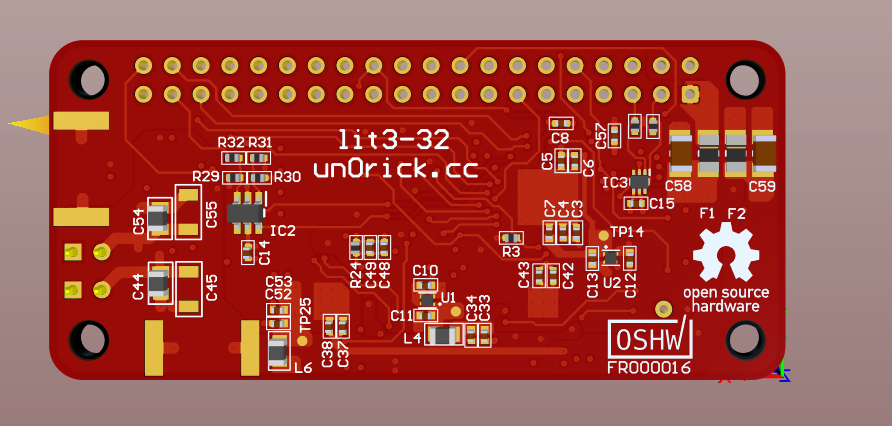 lit3-32
un0rick.cc
R32 R31
R29
R30
C54
C55
IC2
C14
C44
C45
C53
C52
TP25
R24
C49
C48
C38
C37
L6
C10
U1
C11
L4
C34
C33
C8
C57
C5
C6
IC3
C15
C58
C59
C7
C4
C3
R3
TP14
C43
C42
C13
U2
C12
F1 F2
open source
hardware
OSHW
FR000016
X
Z